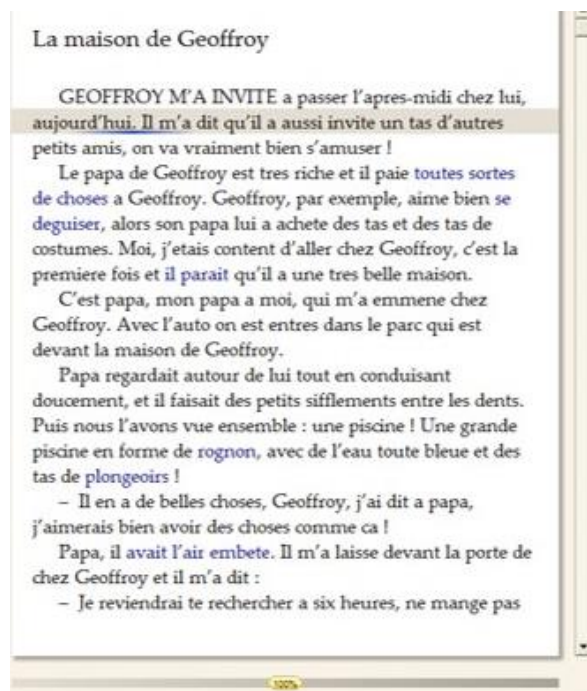 La maison de Geoffroy
GEOFFROY M'A INVITE a passer l'apres-midi chez lui,
aujourd'hui. Il m'a dit qu'il a aussi invite un tas d'autres
petits amis, on va vraiment bien s'amuser !
Le papa de Geoffroy est tres riche et il paie toutes sortes
de choses a Geoffroy. Geoffroy, par exemple, aime bien se
deguiser, alors son papa lui a achete des tas et des tas de
costumes. Moi, j'etais content d'aller chez Geoffroy, c'est la
premiere fois et il parait qu'il a une tres belle maison.
C'est papa, mon papa a moi, qui m'a emmene chez
Geoffroy. Avec l'auto on est entres dans le parc qui est
devant la maison de Geoffroy.
Papa regardait autour de lui tout en conduisant
doucement, et il faisait des petits sifflements entre les dents.
Puis nous l'avons vue ensemble : une piscine ! Une grande
piscine en forme de rognon, avec de l'eau toute bleue et des
tas de plongeoirs !
– Il en a de belles choses, Geoffroy, j'ai dit a papa,
j'aimerais bien avoir des choses comme ca !
Papa, il avait l'air embete. Il m'a laisse devant la porte de
chez Geoffroy et il m'a dit :
– Je reviendrai te rechercher a six heures, ne mange pas
100%